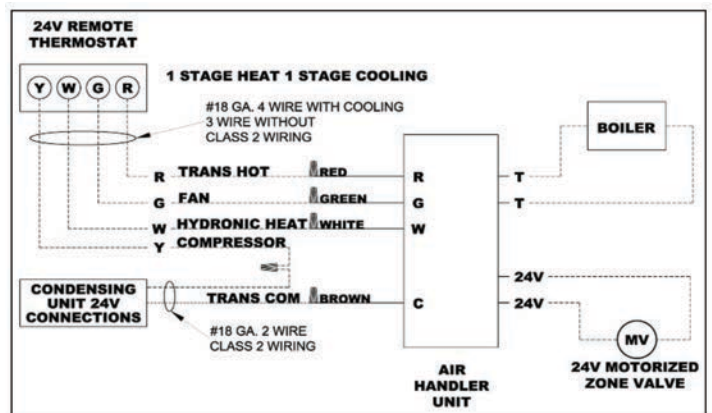 24V REMOTE
THERMOSTAT
Y W G R
1 STAGE HEAT 1 STAGE COOLING
#18 GA. 4 WIRE WITH COOLING
3 WIRE WITHOUT
CLASS 2 WIRING
BOILER
R TRANS HOT RED R T
G FAN GREEN G T
W HYDRONIC HEAT WHITE W
Y COMPRESSOR
24V
CONDENSING
UNIT 24V
CONNECTIONS
TRANS COM BROWN C 24V
#18 GA. 2 WIRE
CLASS 2 WIRING
MV
24V MOTORIZED
ZONE VALVE
AIR
HANDLER
UNIT